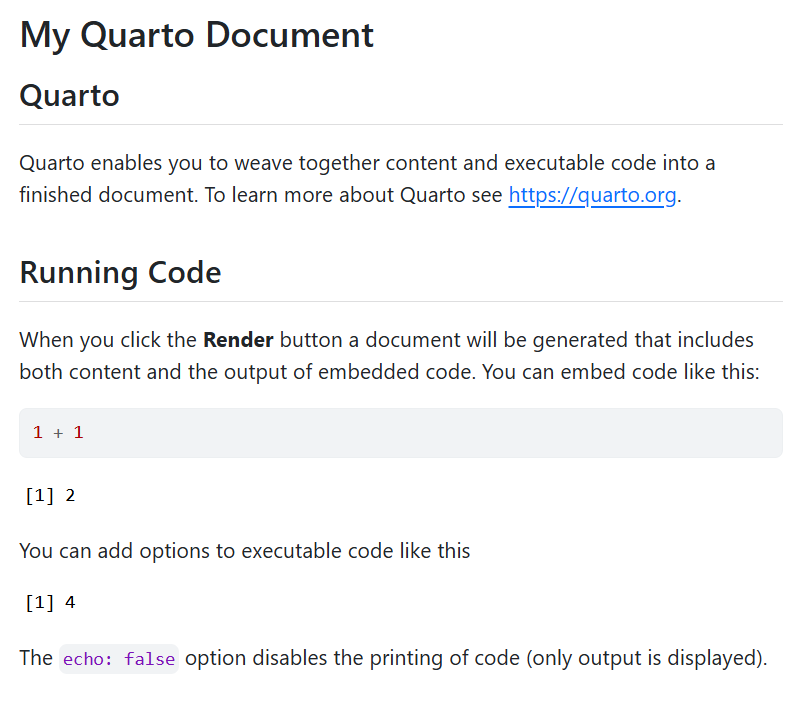 My Quarto Document
Quarto
Quarto enables you to weave together content and executable code into a
finished document. To learn more about Quarto see https://quarto.org.
Running Code
When you click the Render button a document will be generated that includes
both content and the output of embedded code. You can embed code like this:
1 + 1
[1] 2
You can add options to executable code like this
[1] 4
The echo: false option disables the printing of code (only output is displayed).